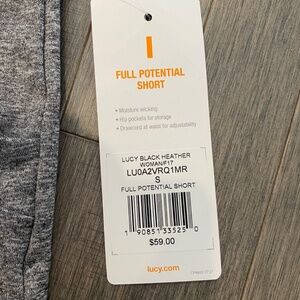 FULL POTENTIAL
SHORT
• Moisture wicking
• Hip pockets for storage
• Drawcord at waist for adjustability
LUCY BLACK HEATHER
WOMAN/F17
LU0A2VRQ1MR
S
FULL POTENTIAL SHORT
1 90851 33525 0
$59.00
lucy.com